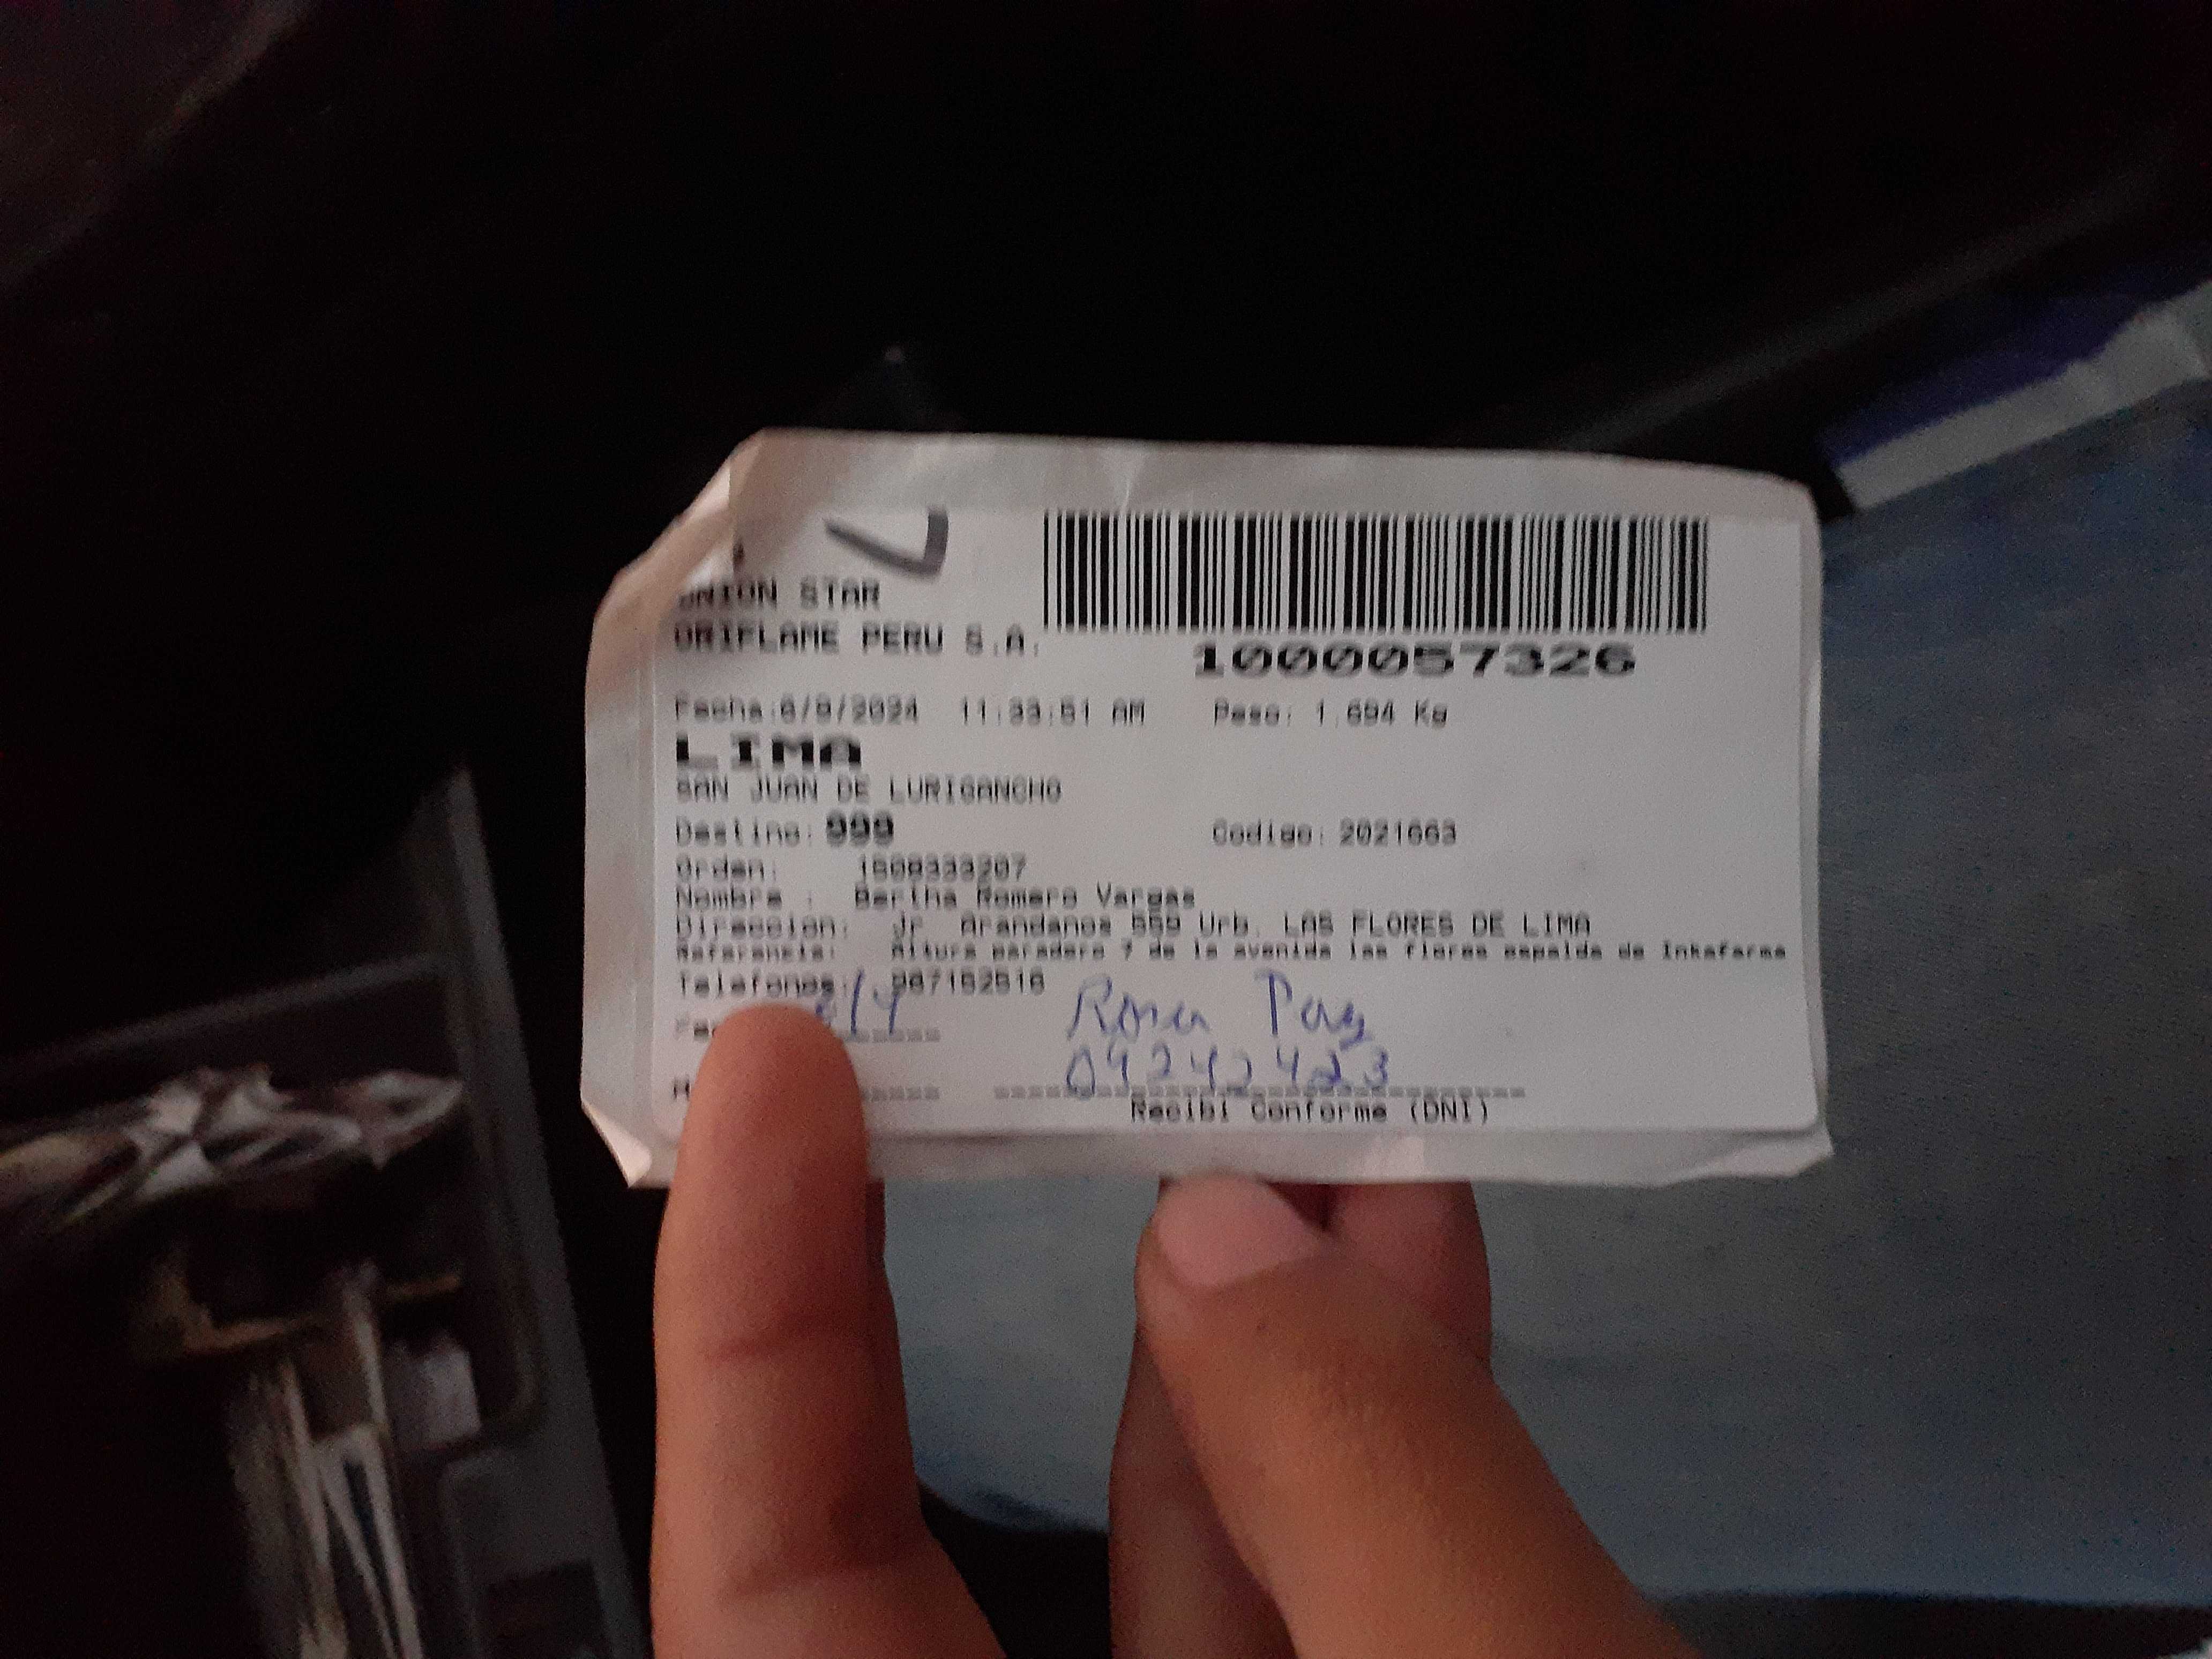 UNION STAR
ORIFLAME PERU S.A.
1000057326
Fecha:6/9/2024 11:33:51 AM Peso: 1.694 Kg
LIMA
SAN JUAN DE LURIGANCHO
Destino: 999 Codigo: 2021663
Orden:
Nombre : Bertha Romero Vargas
Direccion: Jr Arandanos 559 Urb. LAS FLORES DE LIMA
Referencia: Altura paradero 7 de la avenida las flores espalda de Inkafarma
Telefonos:
Rosa
09242423
Recibi Conforme (DNI)